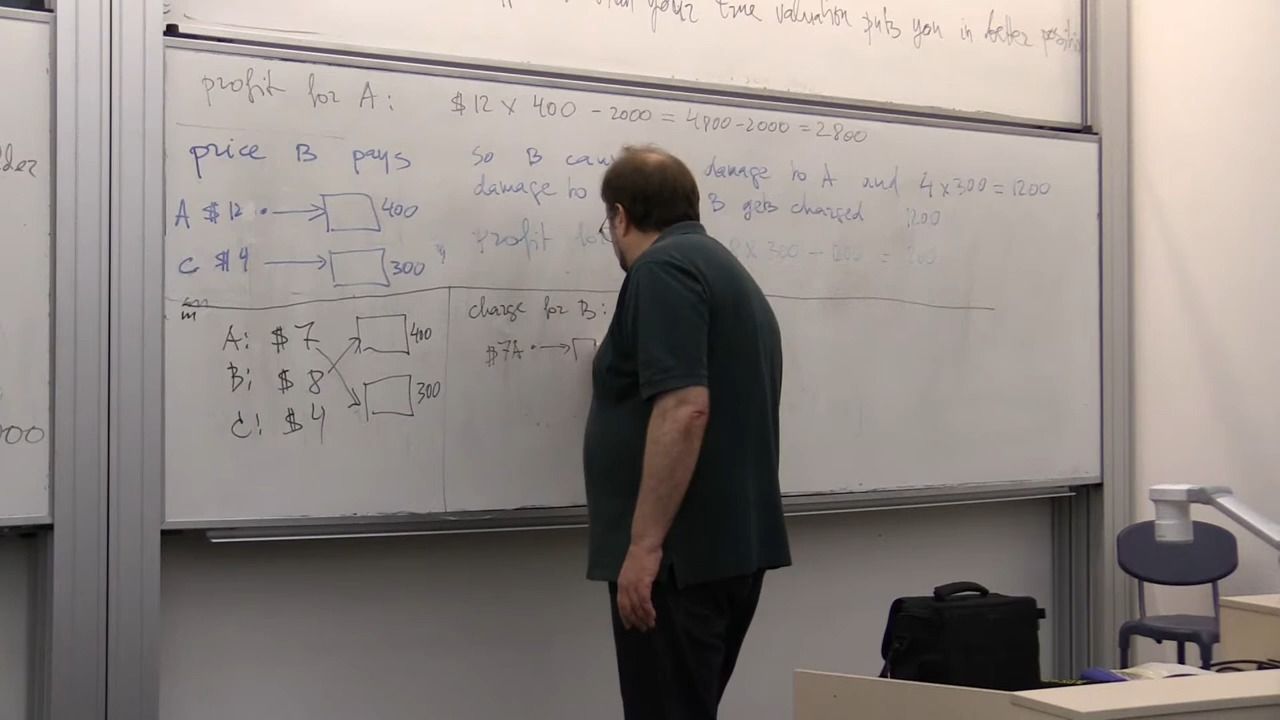 your true valuation puts you in better
profit for A: $12 × 400 - 2000 = 4800 - 2000 = 2800
price B pays
A $12 400
C $4 300
So B damage to A and 4 × 300 = 1200
damage to B gets charged 1200
profit × 300 - =
A: $7 400
B: $8 300
C: $4
charge for B:
$7A